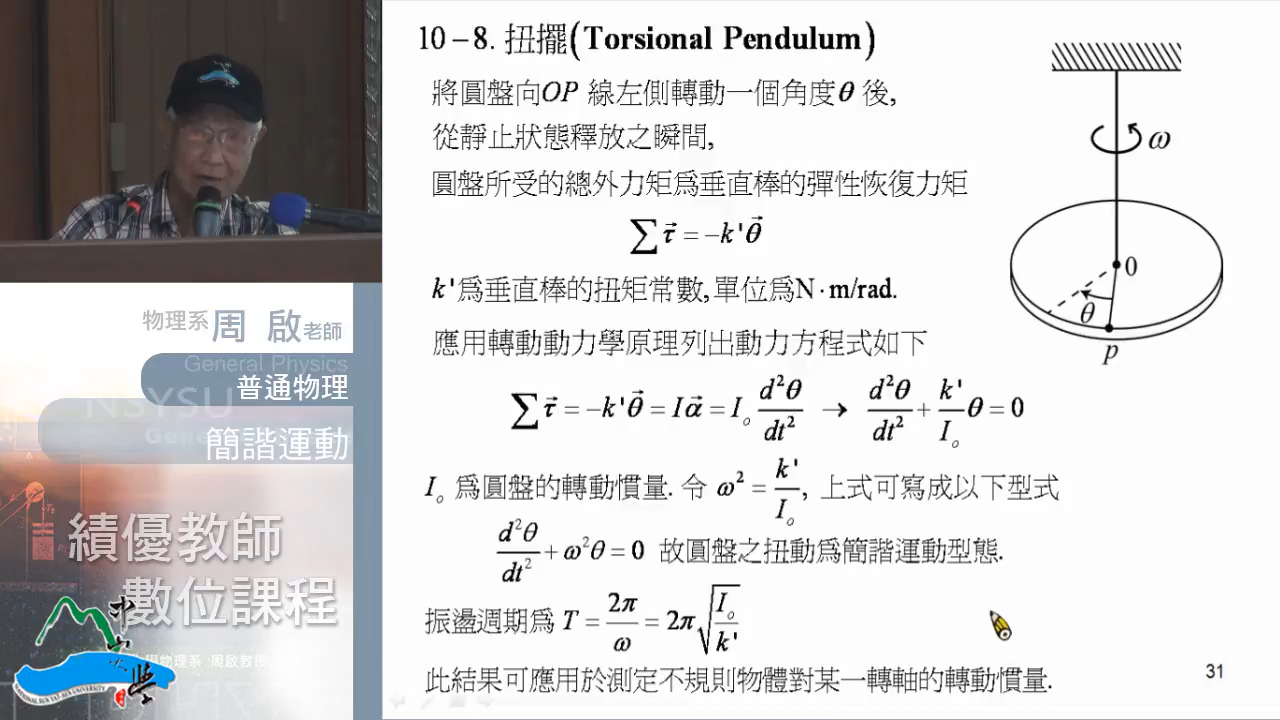 10-8. 扭擺(Torsional Pendulum)
將圓盤向OP 線左側轉動一個角度θ 後,
從靜止狀態釋放之瞬間,
圓盤所受的總外力矩為垂直棒的彈性恢復力矩
∑τ⃗ = -k'θ⃗
k'為垂直棒的扭矩常數,單位為N·m/rad.
應用轉動動力學原理列出動力方程式如下
∑τ⃗ = -k'θ⃗ = Iα⃗ = Iₒ d²θ/dt² → d²θ/dt² + k'/Iₒ θ = 0
Iₒ 為圓盤的轉動慣量. 令 ω² = k'/Iₒ, 上式可寫成以下型式
d²θ/dt² + ω²θ = 0 故圓盤之扭動為簡諧運動型態.
振盪週期為 T = 2π/ω = 2π√(Iₒ/k')
此結果可應用於測定不規則物體對某一轉軸的轉動慣量.
31
ω
0
θ
p
物理系 周 啟 老師
General Physics
普通物理
NSYSU
簡諧運動
績優教師
數位課程